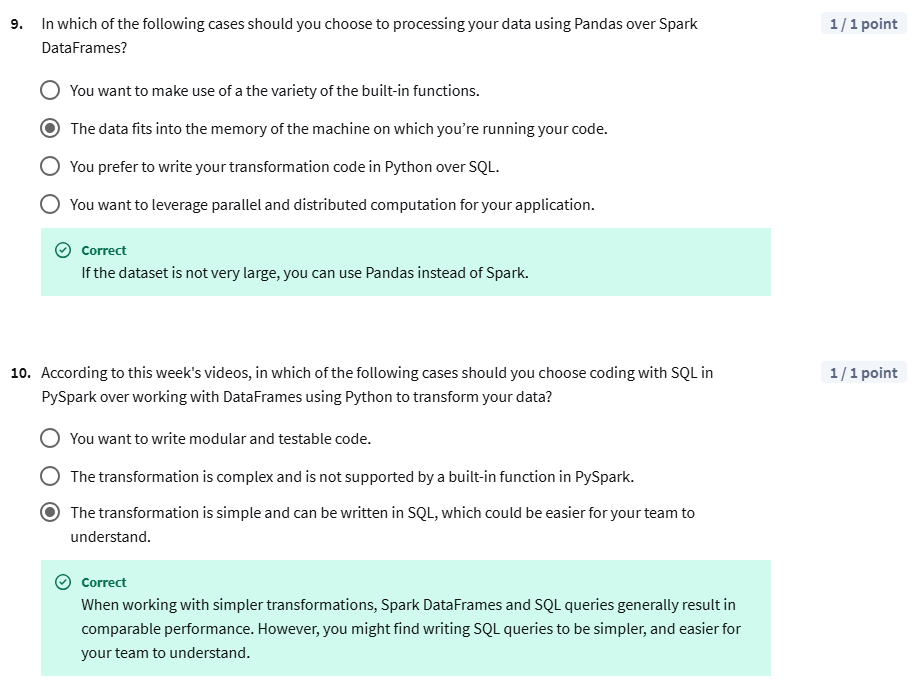 9. In which of the following cases should you choose to processing your data using Pandas over Spark 1 / 1 point
DataFrames?
You want to make use of a the variety of the built-in functions.
The data fits into the memory of the machine on which you’re running your code.
You prefer to write your transformation code in Python over SQL.
You want to leverage parallel and distributed computation for your application.
Correct
If the dataset is not very large, you can use Pandas instead of Spark.
10. According to this week's videos, in which of the following cases should you choose coding with SQL in 1 / 1 point
PySpark over working with DataFrames using Python to transform your data?
You want to write modular and testable code.
The transformation is complex and is not supported by a built-in function in PySpark.
The transformation is simple and can be written in SQL, which could be easier for your team to
understand.
Correct
When working with simpler transformations, Spark DataFrames and SQL queries generally result in
comparable performance. However, you might find writing SQL queries to be simpler, and easier for
your team to understand.